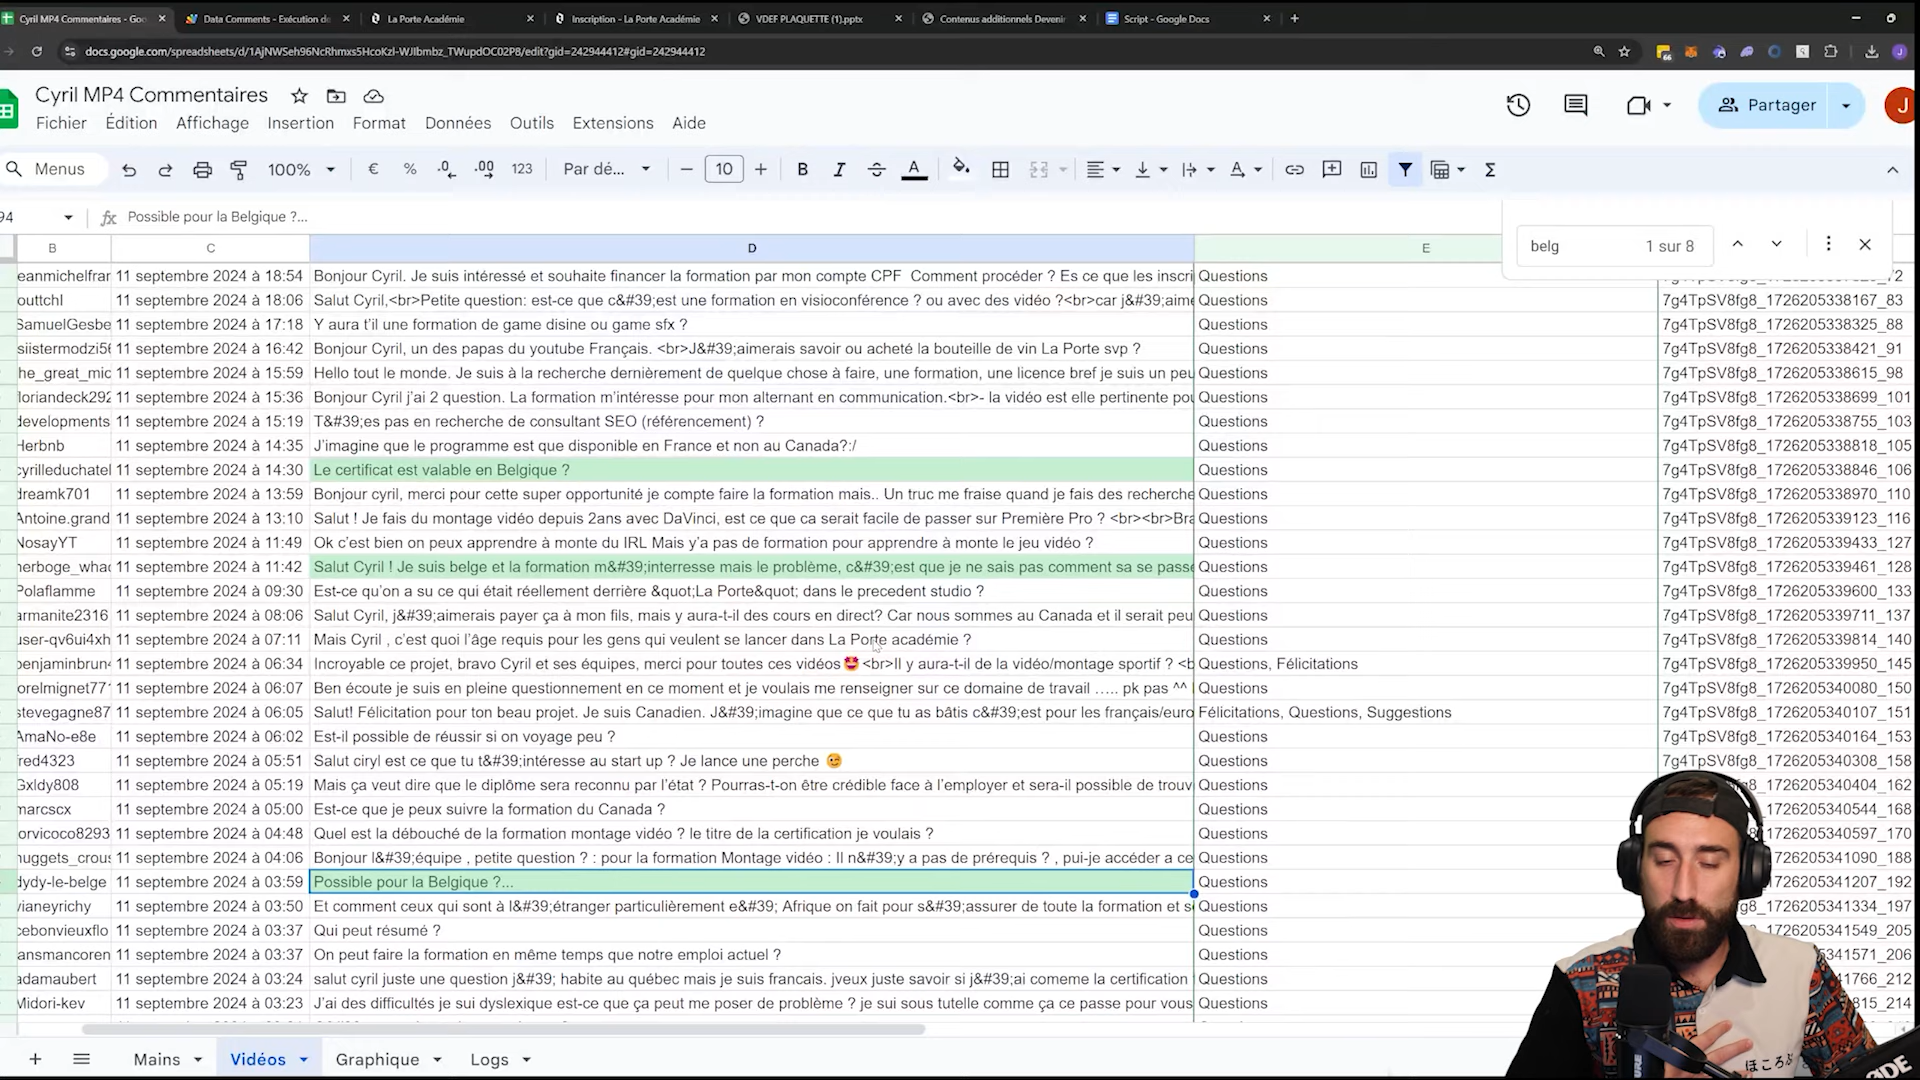 Cyril MP4 Commentaires - Goo
Data Comments - Exécution de
La Porte Académie
Inscription - La Porte Académie
VDEF PLAQUETTE (1).pptx
Contenus additionnels Deveni
Script - Google Docs
docs.google.com/spreadsheets/d/1AjNWSeh96NcRhmxs5HcoKzl-WJIbmbz_TWupdOC02P8/edit?gid=242944412#gid=242944412
Cyril MP4 Commentaires
Partager
J
Fichier Édition Affichage Insertion Format Données Outils Extensions Aide
Menus 100% € % .0 .00 123 Par dé... 10 B I A
94 fx Possible pour la Belgique ?...
belg 1 sur 8
B C D E
eanmichelfrar 11 septembre 2024 à 18:54 Bonjour Cyril. Je suis intéressé et souhaite financer la formation par mon compte CPF Comment procéder ? Es ce que les inscri Questions
outtchl 11 septembre 2024 à 18:06 Salut Cyril,<br>Petite question: est-ce que c&#39;est une formation en visioconférence ? ou avec des vidéo ?<br>car j&#39;aime Questions 7g4TpSV8fg8_1726205338167_83
SamuelGesbe 11 septembre 2024 à 17:18 Y aura t'il une formation de game disine ou game sfx ? Questions 7g4TpSV8fg8_1726205338325_88
siistermodzi56 11 septembre 2024 à 16:42 Bonjour Cyril, un des papas du youtube Français. <br>J&#39;aimerais savoir ou acheté la bouteille de vin La Porte svp ? Questions 7g4TpSV8fg8_1726205338421_91
he_great_mic 11 septembre 2024 à 15:59 Hello tout le monde. Je suis à la recherche dernièrement de quelque chose à faire, une formation, une licence bref je suis un peu Questions 7g4TpSV8fg8_1726205338615_98
loriandeck292 11 septembre 2024 à 15:36 Bonjour Cyril j'ai 2 question. La formation m'intéresse pour mon alternant en communication.<br>- la vidéo est elle pertinente pou Questions 7g4TpSV8fg8_1726205338699_101
developments 11 septembre 2024 à 15:19 T&#39;es pas en recherche de consultant SEO (référencement) ? Questions 7g4TpSV8fg8_1726205338755_103
Herbnb 11 septembre 2024 à 14:35 J'imagine que le programme est que disponible en France et non au Canada?:/ Questions 7g4TpSV8fg8_1726205338818_105
cyrilleduchatel 11 septembre 2024 à 14:30 Le certificat est valable en Belgique ? Questions 7g4TpSV8fg8_1726205338846_106
dreamk701 11 septembre 2024 à 13:59 Bonjour cyril, merci pour cette super opportunité je compte faire la formation mais.. Un truc me fraise quand je fais des recherche Questions 7g4TpSV8fg8_1726205338970_110
Antoine.grand 11 septembre 2024 à 13:10 Salut ! Je fais du montage vidéo depuis 2ans avec DaVinci, est ce que ca serait facile de passer sur Première Pro ? <br><br>Bra Questions 7g4TpSV8fg8_1726205339123_116
NosayYT 11 septembre 2024 à 11:49 Ok c'est bien on peux apprendre à monte du IRL Mais y'a pas de formation pour apprendre à monte le jeu vidéo ? Questions 7g4TpSV8fg8_1726205339433_127
nerboge_whac 11 septembre 2024 à 11:42 Salut Cyril ! Je suis belge et la formation m&#39;interresse mais le problème, c&#39;est que je ne sais pas comment sa se passe Questions 7g4TpSV8fg8_1726205339461_128
Polaflamme 11 septembre 2024 à 09:30 Est-ce qu'on a su ce qui était réellement derrière &quot;La Porte&quot; dans le precedent studio ? Questions 7g4TpSV8fg8_1726205339600_133
armanite2316 11 septembre 2024 à 08:06 Salut Cyril, j&#39;aimerais payer ça à mon fils, mais y aura-t-il des cours en direct? Car nous sommes au Canada et il serait peu Questions 7g4TpSV8fg8_1726205339711_137
user-qv6ui4xh 11 septembre 2024 à 07:11 Mais Cyril , c'est quoi l'âge requis pour les gens qui veulent se lancer dans La Porte académie ? Questions 7g4TpSV8fg8_1726205339814_140
benjaminbrun4 11 septembre 2024 à 06:34 Incroyable ce projet, bravo Cyril et ses équipes, merci pour toutes ces vidéos🤩<br>Il y aura-t-il de la vidéo/montage sportif ? <b Questions, Félicitations 7g4TpSV8fg8_1726205339950_145
orelmignet771 11 septembre 2024 à 06:07 Ben écoute je suis en pleine questionnement en ce moment et je voulais me renseigner sur ce domaine de travail ….. pk pas ^^ Questions 7g4TpSV8fg8_1726205340080_150
stevegagne87 11 septembre 2024 à 06:05 Salut! Félicitation pour ton beau projet. Je suis Canadien. J&#39;imagine que ce que tu as bâtis c&#39;est pour les français/euro Félicitations, Questions, Suggestions 7g4TpSV8fg8_1726205340107_151
AmaNo-e8e 11 septembre 2024 à 06:02 Est-il possible de réussir si on voyage peu ? Questions 7g4TpSV8fg8_1726205340164_153
fred4323 11 septembre 2024 à 05:51 Salut ciryl est ce que tu t&#39;intéresse au start up ? Je lance une perche 😉 Questions 7g4TpSV8fg8_1726205340308_158
Gxldy808 11 septembre 2024 à 05:19 Mais ça veut dire que le diplôme sera reconnu par l'état ? Pourras-t-on être crédible face à l'employer et sera-il possible de trouv Questions 7g4TpSV8fg8_1726205340404_162
marcscx 11 septembre 2024 à 05:00 Est-ce que je peux suivre la formation du Canada ? Questions 7g4TpSV8fg8_1726205340544_168
orvicoco8293 11 septembre 2024 à 04:48 Quel est la débouché de la formation montage vidéo ? le titre de la certification je voulais ? Questions 1726205340597_170
nuggets_crous 11 septembre 2024 à 04:06 Bonjour l&#39;équipe , petite question ? : pour la formation Montage vidéo : Il n&#39;y a pas de prérequis ? , pui-je accéder a ce Questions 1726205341090_188
dydy-le-belge 11 septembre 2024 à 03:59 Possible pour la Belgique ?... Questions 1726205341207_192
vianeyrichy 11 septembre 2024 à 03:50 Et comment ceux qui sont à l&#39;étranger particulièrement e&#39; Afrique on fait pour s&#39;assurer de toute la formation et s Questions 1726205341334_197
cebonvieuxflo 11 septembre 2024 à 03:37 Qui peut résumé ? Questions 341549_205
ansmancoren 11 septembre 2024 à 03:37 On peut faire la formation en même temps que notre emploi actuel ? Questions 341571_206
adamaubert 11 septembre 2024 à 03:24 salut cyril juste une question j&#39; habite au québec mais je suis francais. jveux juste savoir si j&#39;ai comeme la certification Questions 41766_212
Midori-kev 11 septembre 2024 à 03:23 J'ai des difficultés je sui dyslexique est-ce que ça peut me poser de problème ? je sui sous tutelle comme ça ce passe pour vous Questions 815_214
Mains Vidéos Graphique Logs